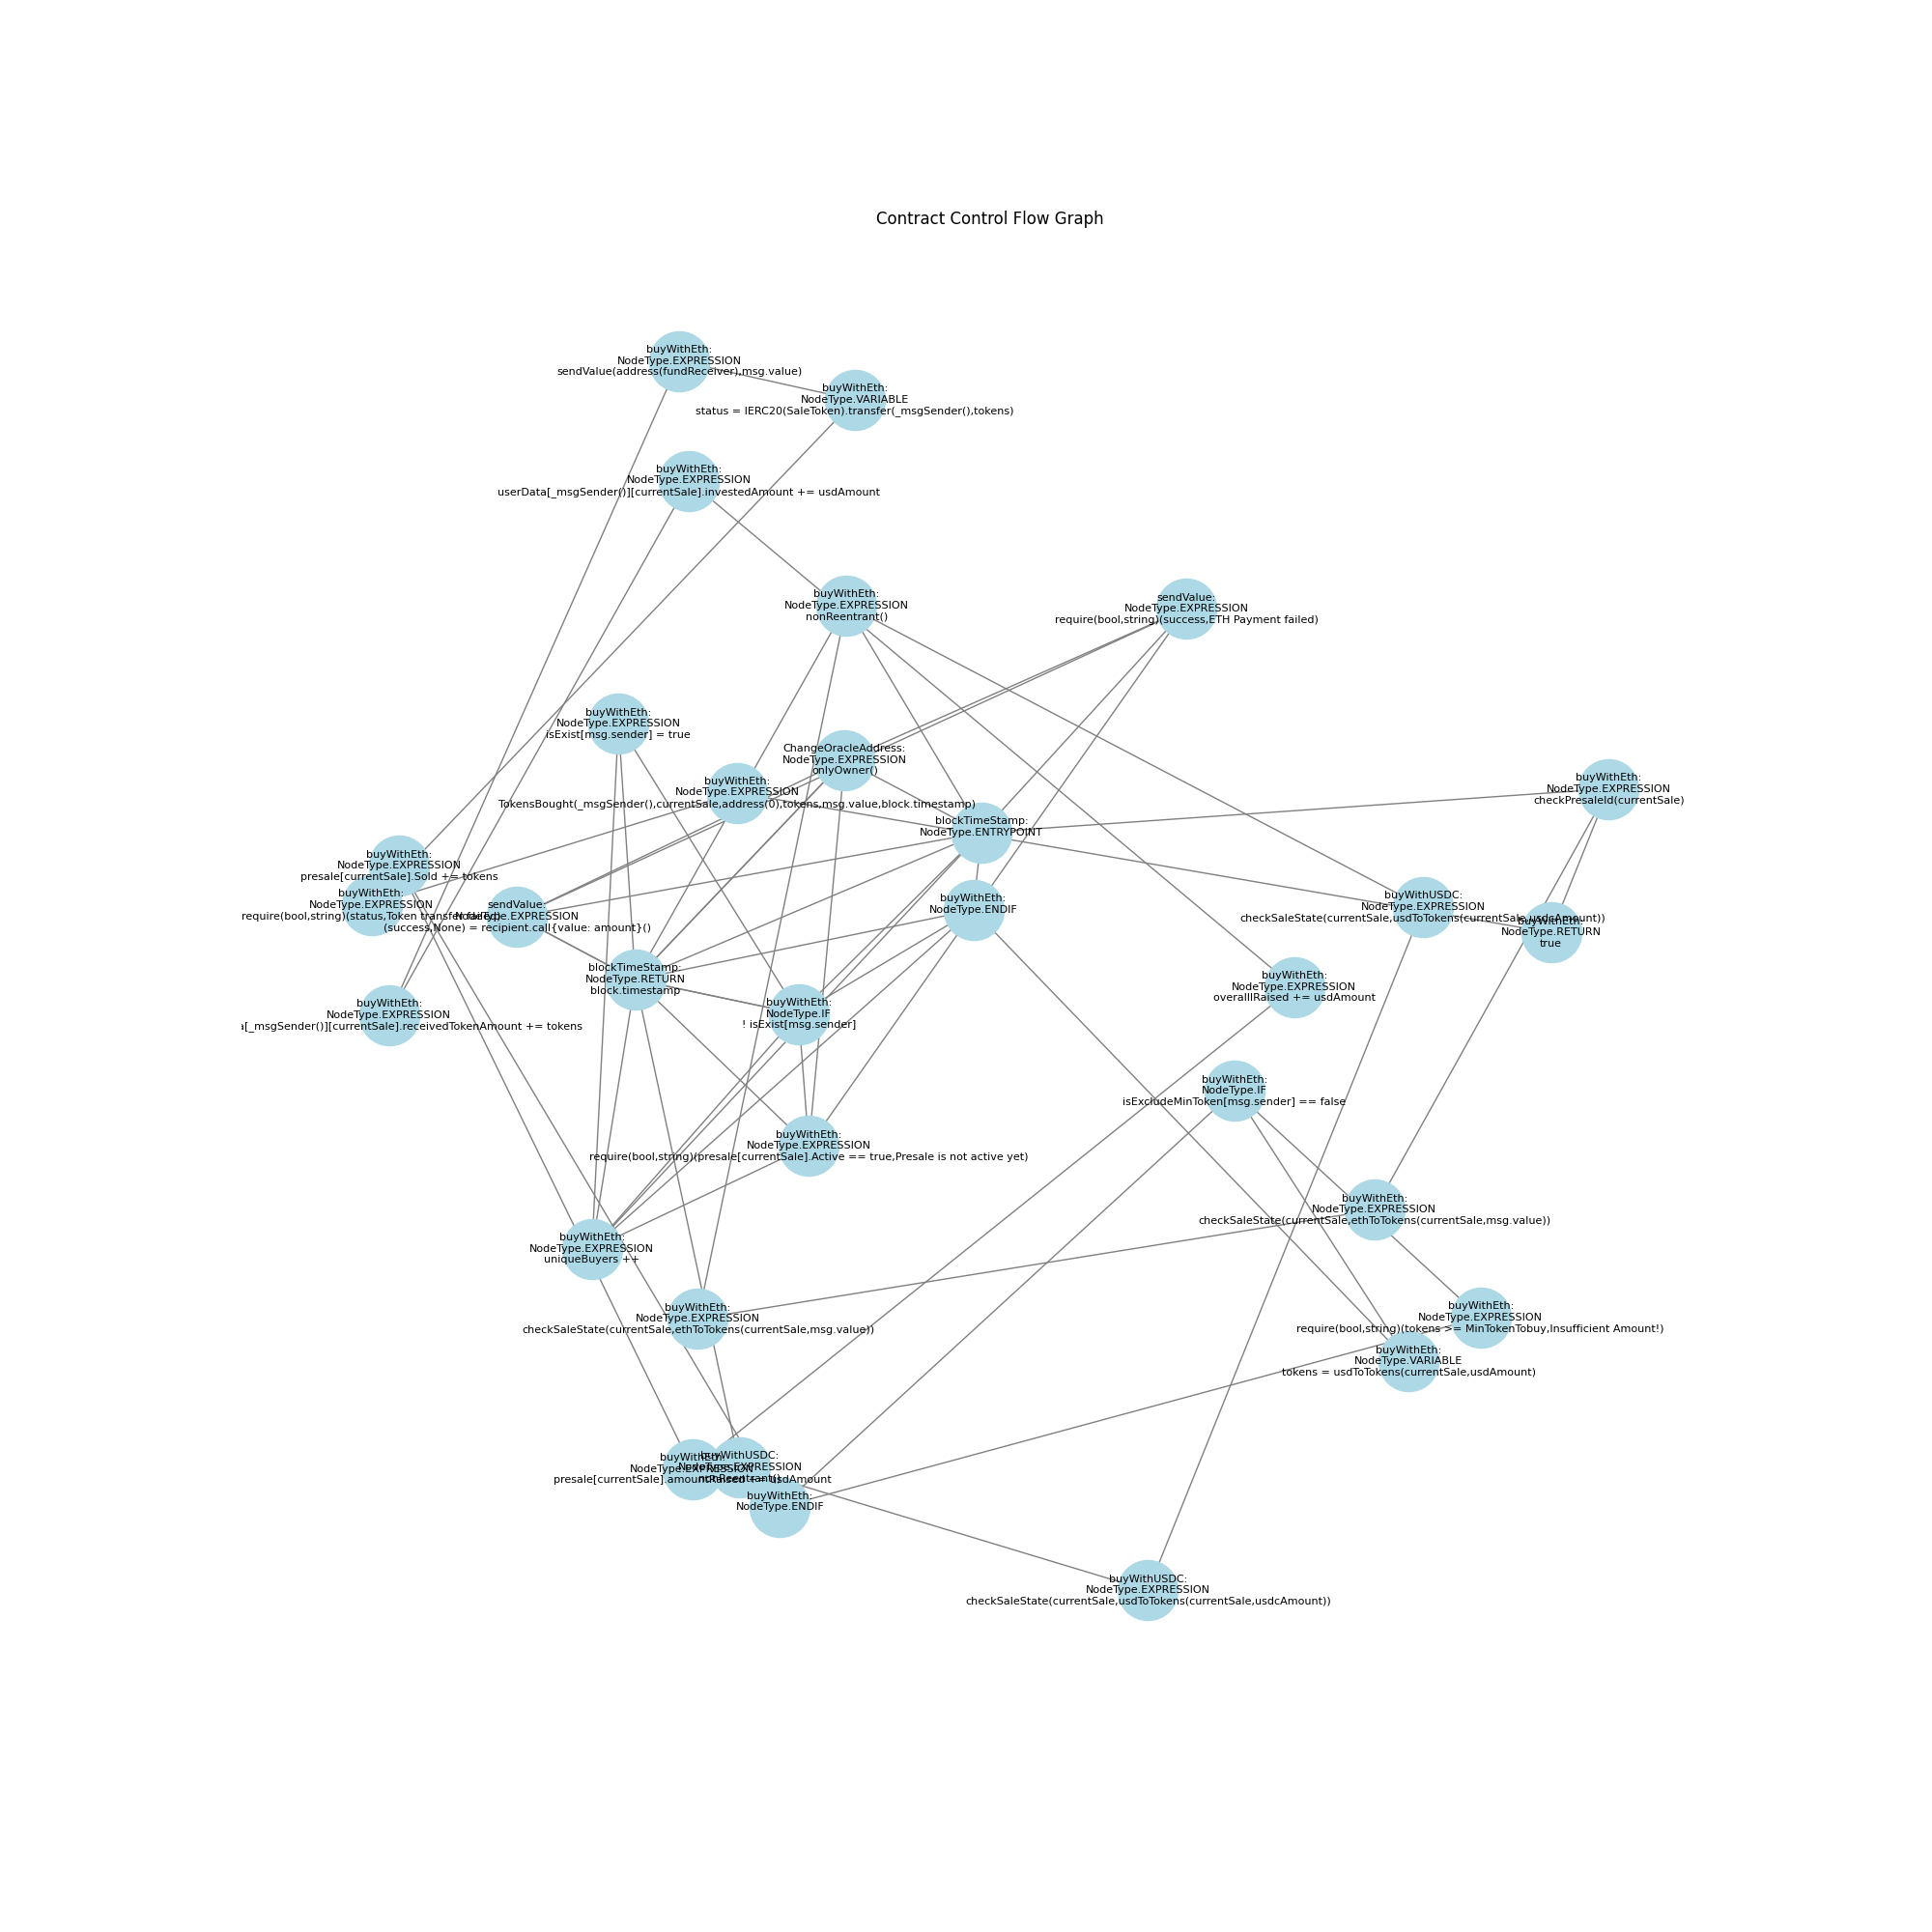 Contract Control Flow Graph
buyWithEth:
NodeType.EXPRESSION
sendValue(address(fundReceiver),msg.value)
buyWithEth:
NodeType.VARIABLE
status = IERC20(SaleToken).transfer(_msgSender(),tokens)
buyWithEth:
NodeType.EXPRESSION
userData[_msgSender()][currentSale].investedAmount += usdAmount
buyWithEth:
NodeType.EXPRESSION
nonReentrant()
sendValue:
NodeType.EXPRESSION
require(bool,string)(success,ETH Payment failed)
buyWithEth:
NodeType.EXPRESSION
isExist[msg.sender] = true
ChangeOracleAddress:
NodeType.EXPRESSION
onlyOwner()
buyWithEth:
NodeType.EXPRESSION
TokensBought(_msgSender(),currentSale,address(0),tokens,msg.value,block.timestamp)
buyWithEth:
NodeType.EXPRESSION
checkPresaleId(currentSale)
blockTimeStamp:
NodeType.ENTRYPOINT
buyWithEth:
NodeType.EXPRESSION
presale[currentSale].Sold += tokens
buyWithEth:
NodeType.EXPRESSION
require(bool,string)(status,Token transfer failed)
sendValue:
NodeType.EXPRESSION
(success,None) = recipient.call{value: amount}()
buyWithEth:
NodeType.ENDIF
buyWithUSDC:
NodeType.EXPRESSION
checkSaleState(currentSale,usdToTokens(currentSale,usdcAmount))
buyWithEth:
NodeType.RETURN
true
blockTimeStamp:
NodeType.RETURN
block.timestamp
buyWithEth:
NodeType.EXPRESSION
overalllRaised += usdAmount
buyWithEth:
NodeType.EXPRESSION
[_msgSender()][currentSale].receivedTokenAmount += tokens
buyWithEth:
NodeType.IF
! isExist[msg.sender]
buyWithEth:
NodeType.IF
isExcludeMinToken[msg.sender] == false
buyWithEth:
NodeType.EXPRESSION
require(bool,string)(presale[currentSale].Active == true,Presale is not active yet)
buyWithEth:
NodeType.EXPRESSION
checkSaleState(currentSale,ethToTokens(currentSale,msg.value))
buyWithEth:
NodeType.EXPRESSION
uniqueBuyers ++
buyWithEth:
NodeType.EXPRESSION
checkSaleState(currentSale,ethToTokens(currentSale,msg.value))
buyWithEth:
NodeType.EXPRESSION
require(bool,string)(tokens >= MinTokenTobuy,Insufficient Amount!)
buyWithEth:
NodeType.VARIABLE
tokens = usdToTokens(currentSale,usdAmount)
buyWithEth:
NodeType.EXPRESSION
presale[currentSale].amountRaised += usdAmount
buyWithUSDC:
NodeType.EXPRESSION
nonReentrant()
buyWithEth:
NodeType.ENDIF
buyWithUSDC:
NodeType.EXPRESSION
checkSaleState(currentSale,usdToTokens(currentSale,usdcAmount))